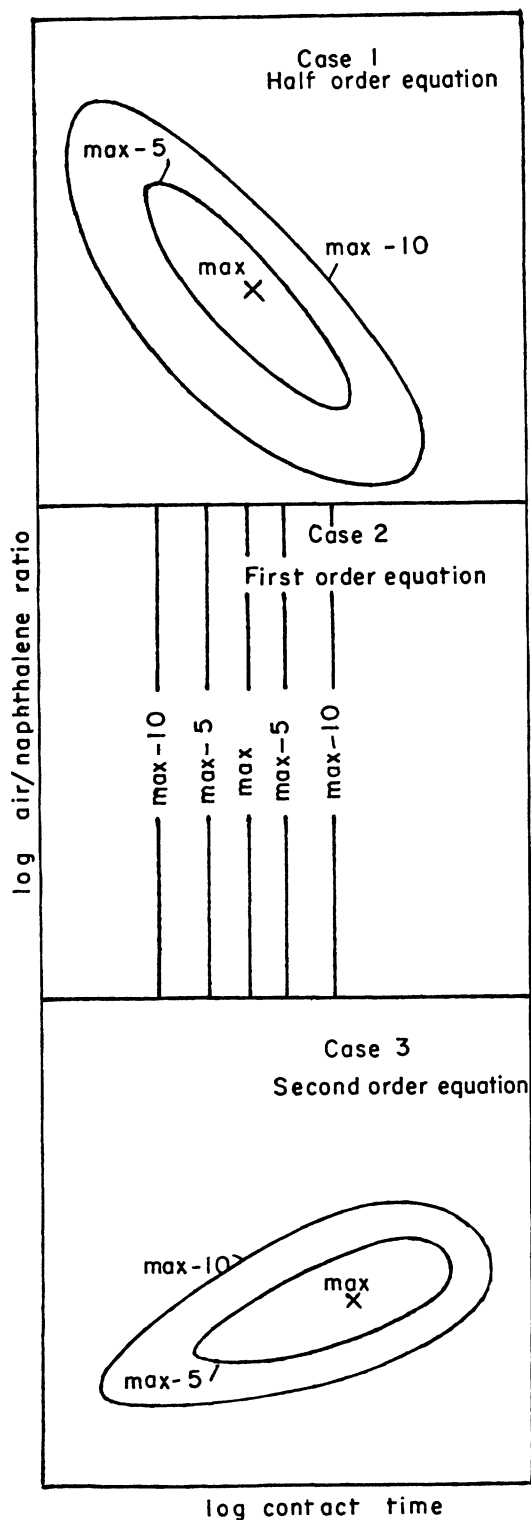 Case 1
Half order equation
max-5
max -10
max
Case 2
First order equation
max-10
max-5
max
max-5
max-10
log air/naphthalene ratio
Case 3
Second order equation
max-10
max
max-5
log contact time